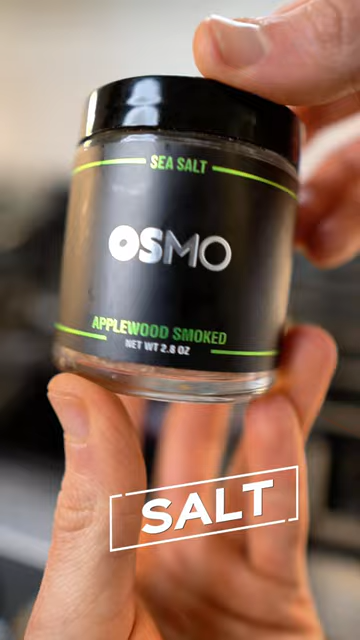 SEA SALT
OSMO
APPLEWOOD SMOKED
NET WT 2.8 OZ
SALT